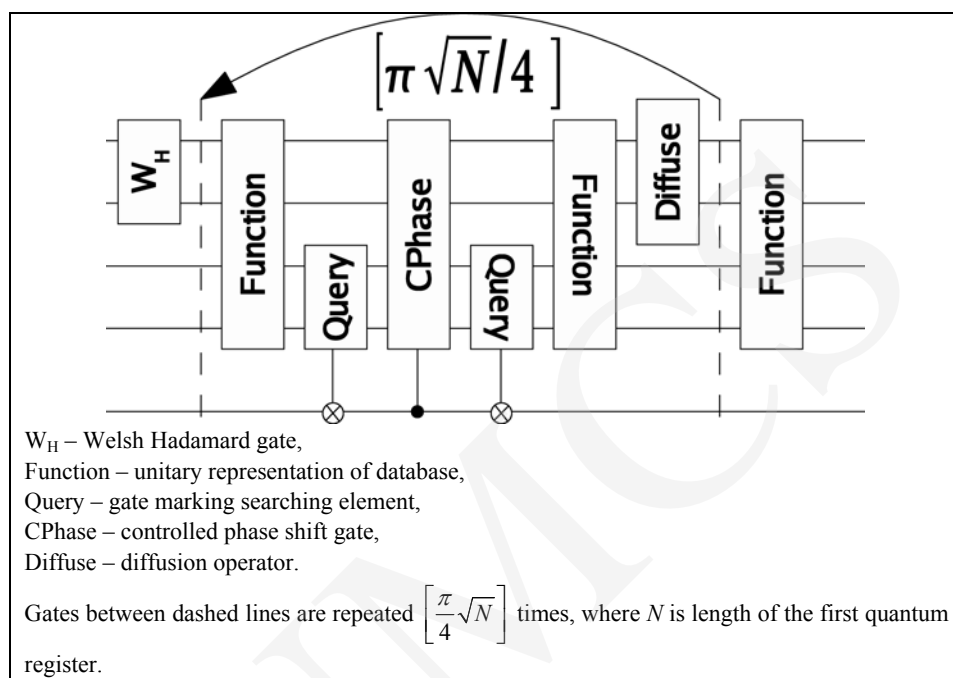 [π √N/4 ]
W_H
Function
Query
CPhase
Query
Function
Diffuse
Function
W_H – Welsh Hadamard gate,
Function – unitary representation of database,
Query – gate marking searching element,
CPhase – controlled phase shift gate,
Diffuse – diffusion operator.
Gates between dashed lines are repeated [π/4 √N] times, where N is length of the first quantum
register.
UMCS